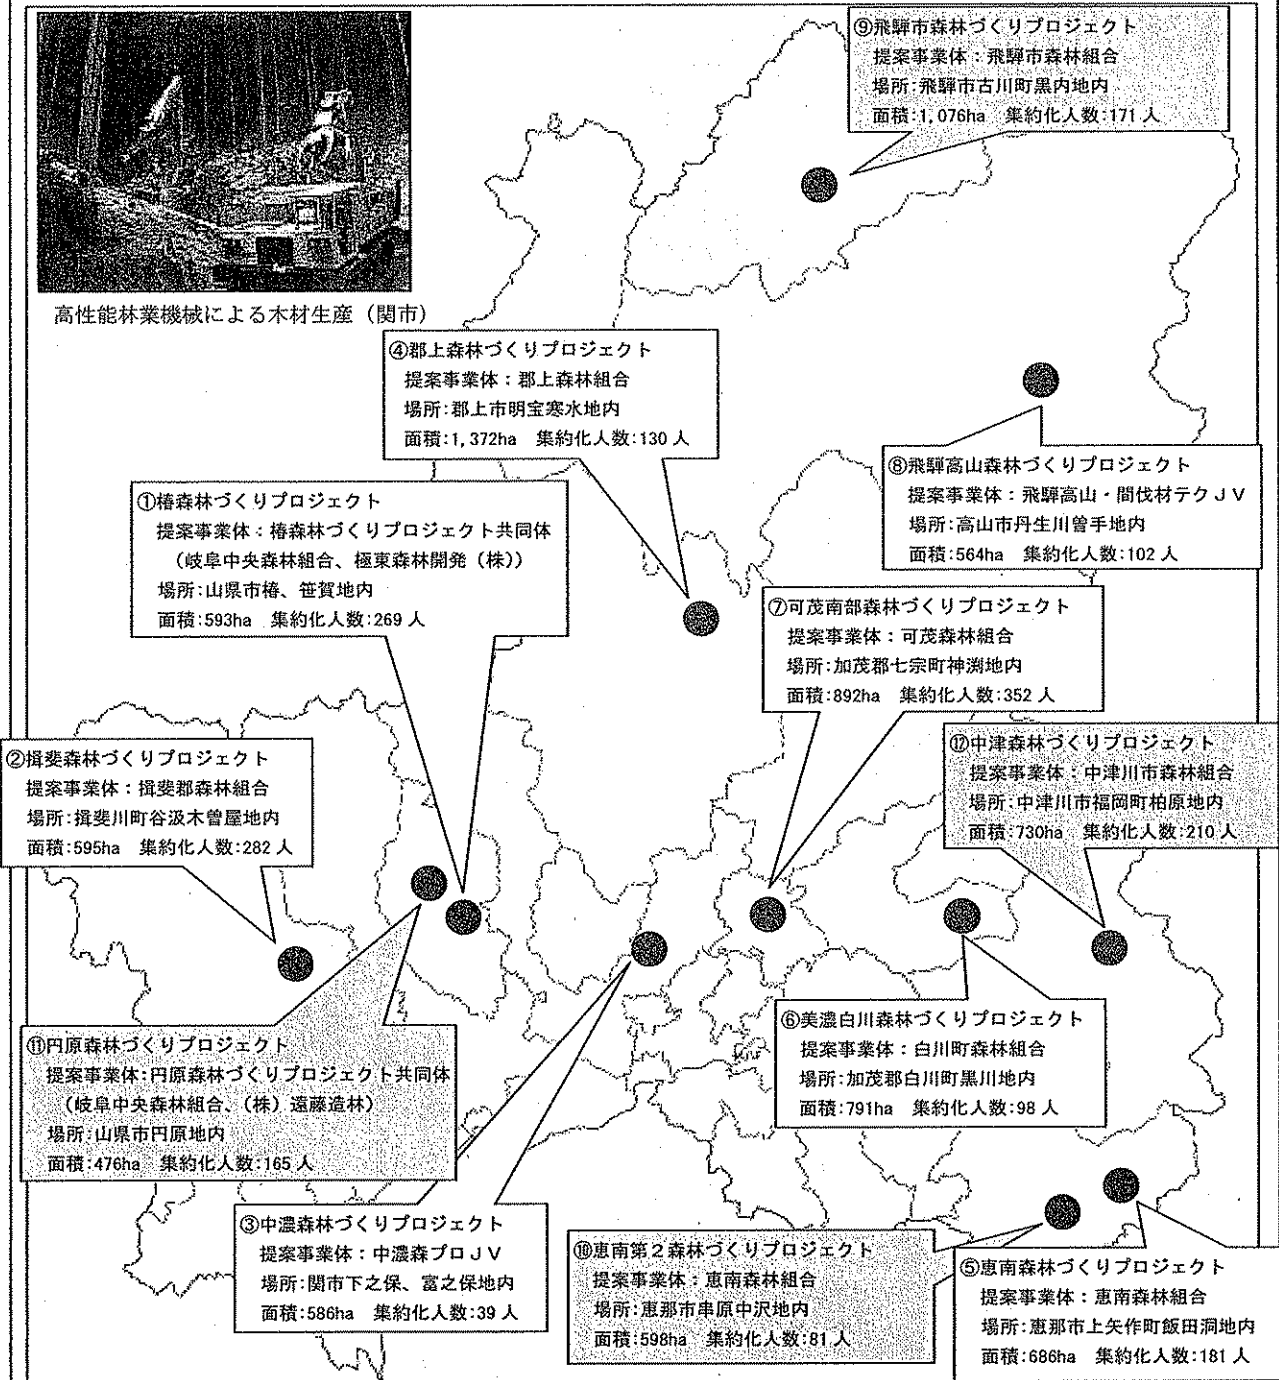 高性能林業機械による木材生産（関市）
⑨飛騨市森林づくりプロジェクト
提案事業体：飛騨市森林組合
場所:飛騨市古川町黒内地内
面積:1,076ha 集約化人数:171人
④郡上森林づくりプロジェクト
提案事業体：郡上森林組合
場所:郡上市明宝寒水地内
面積:1,372ha 集約化人数:130人
⑧飛騨高山森林づくりプロジェクト
提案事業体：飛騨高山・間伐材テクＪＶ
場所:高山市丹生川曽手地内
面積:564ha 集約化人数:102人
①椿森林づくりプロジェクト
提案事業体：椿森林づくりプロジェクト共同体
（岐阜中央森林組合、極東森林開発（株））
場所:山県市椿、笹賀地内
面積:593ha 集約化人数:269人
⑦可茂南部森林づくりプロジェクト
提案事業体：可茂森林組合
場所:加茂郡七宗町神渕地内
面積:892ha 集約化人数:352人
②揖斐森林づくりプロジェクト
提案事業体：揖斐郡森林組合
場所:揖斐川町谷汲木曽屋地内
面積:595ha 集約化人数:282人
⑫中津森林づくりプロジェクト
提案事業体：中津川市森林組合
場所:中津川市福岡町柏原地内
面積:730ha 集約化人数:210人
⑪円原森林づくりプロジェクト
提案事業体:円原森林づくりプロジェクト共同体
（岐阜中央森林組合、（株）遠藤造林）
場所:山県市円原地内
面積:476ha 集約化人数:165人
⑥美濃白川森林づくりプロジェクト
提案事業体：白川町森林組合
場所:加茂郡白川町黒川地内
面積:791ha 集約化人数:98人
③中濃森林づくりプロジェクト
提案事業体：中濃森プロＪＶ
場所:関市下之保、富之保地内
面積:586ha 集約化人数:39人
⑩恵南第２森林づくりプロジェクト
提案事業体：恵南森林組合
場所:恵那市串原中沢地内
面積:598ha 集約化人数:81人
⑤恵南森林づくりプロジェクト
提案事業体：恵南森林組合
場所:恵那市上矢作町飯田洞地内
面積:686ha 集約化人数:181人